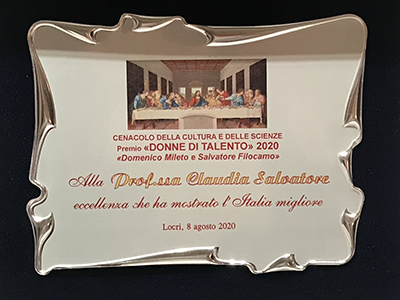 CENACOLO DELLA CULTURA E DELLE SCIENZE
Premio «DONNE DI TALENTO» 2020
«Domenico Mileto e Salvatore Filocamo»
Alla Prof.ssa Claudia Salvatore
eccellenza che ha mostrato l'Italia migliore
Locri, 8 agosto 2020